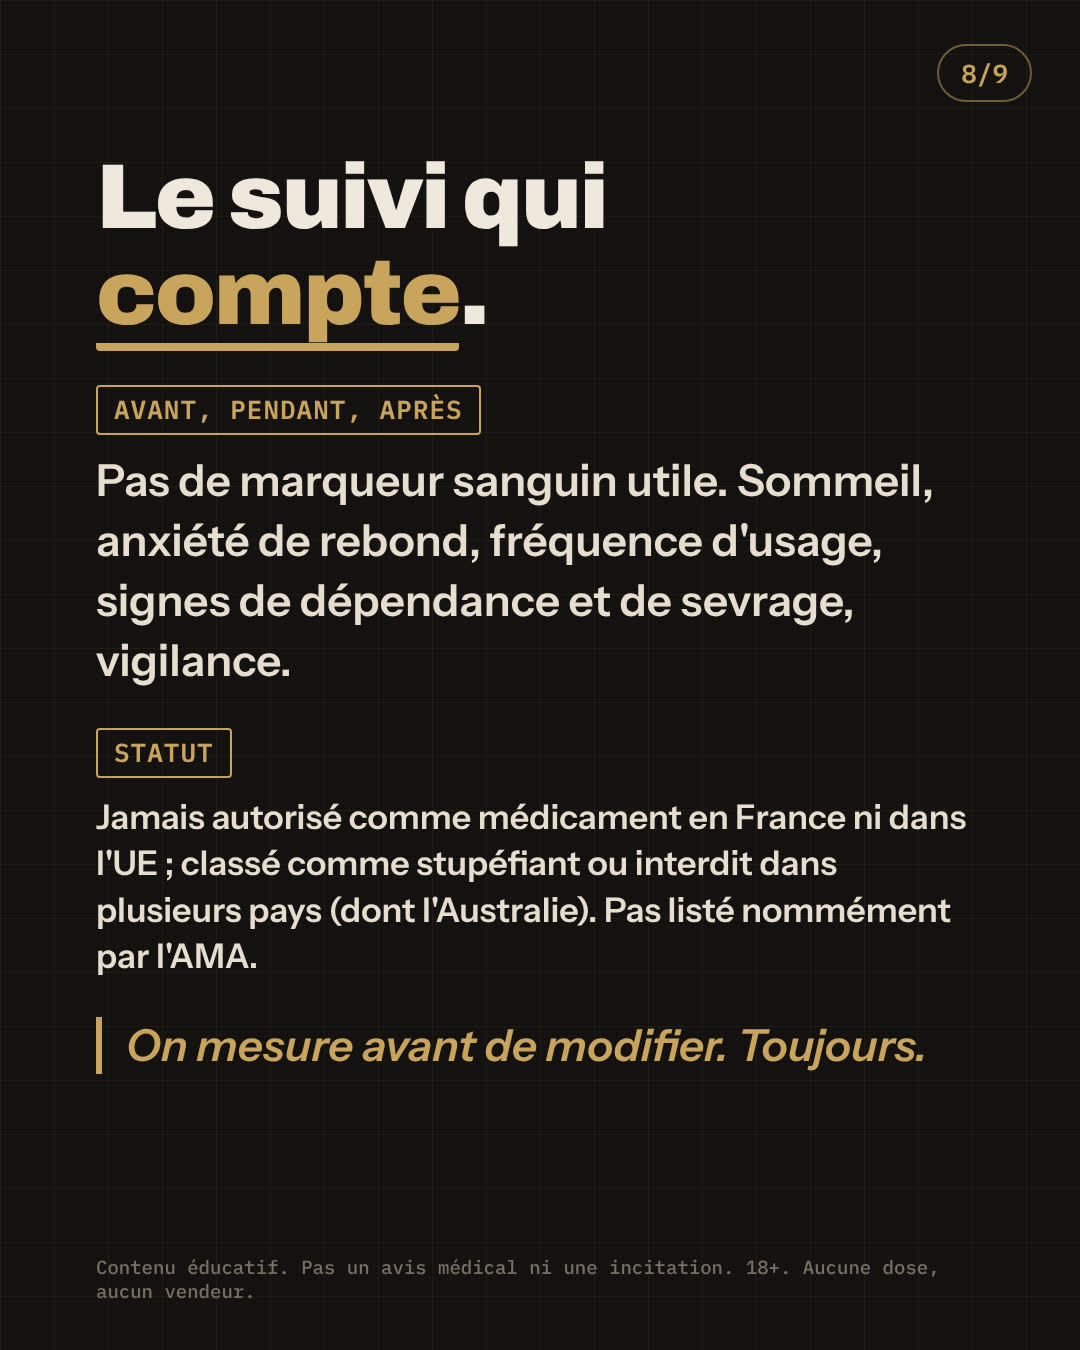 8/9
Le suivi qui
compte.
AVANT, PENDANT, APRÈS
Pas de marqueur sanguin utile. Sommeil,
anxiété de rebond, fréquence d'usage,
signes de dépendance et de sevrage,
vigilance.
STATUT
Jamais autorisé comme médicament en France ni dans
l'UE ; classé comme stupéfiant ou interdit dans
plusieurs pays (dont l'Australie). Pas listé nommément
par l'AMA.
On mesure avant de modifier. Toujours.
Contenu éducatif. Pas un avis médical ni une incitation. 18+. Aucune dose,
aucun vendeur.